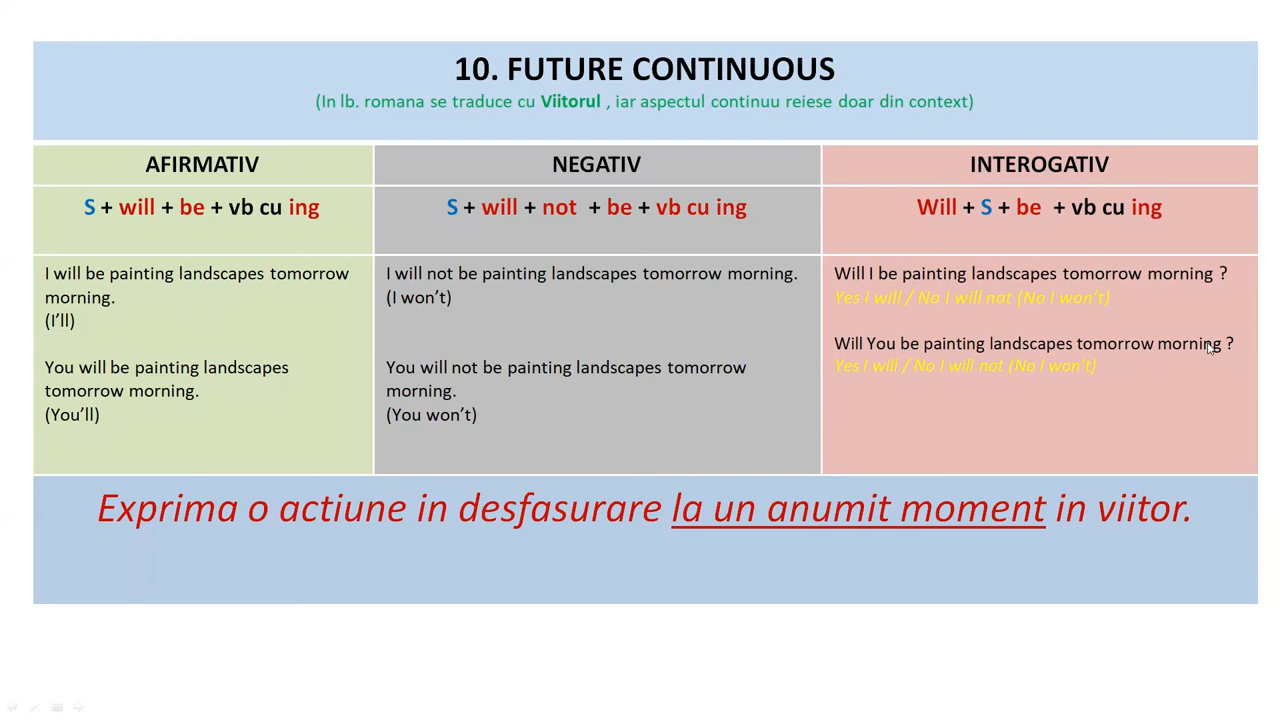 10. FUTURE CONTINUOUS
(In lb. romana se traduce cu Viitorul , iar aspectul continuu reiese doar din context)
AFIRMATIV
NEGATIV
INTEROGATIV
S + will + be + vb cu ing
S + will + not + be + vb cu ing
Will + S + be + vb cu ing
I will be painting landscapes tomorrow
morning.
(I’ll)
You will be painting landscapes
tomorrow morning.
(You’ll)
I will not be painting landscapes tomorrow morning.
(I won’t)
You will not be painting landscapes tomorrow
morning.
(You won’t)
Will I be painting landscapes tomorrow morning ?
Yes I will / No I will not (No I won’t)
Will You be painting landscapes tomorrow morning ?
Yes I will / No I will not (No I won’t)
Exprima o actiune in desfasurare la un anumit moment in viitor.